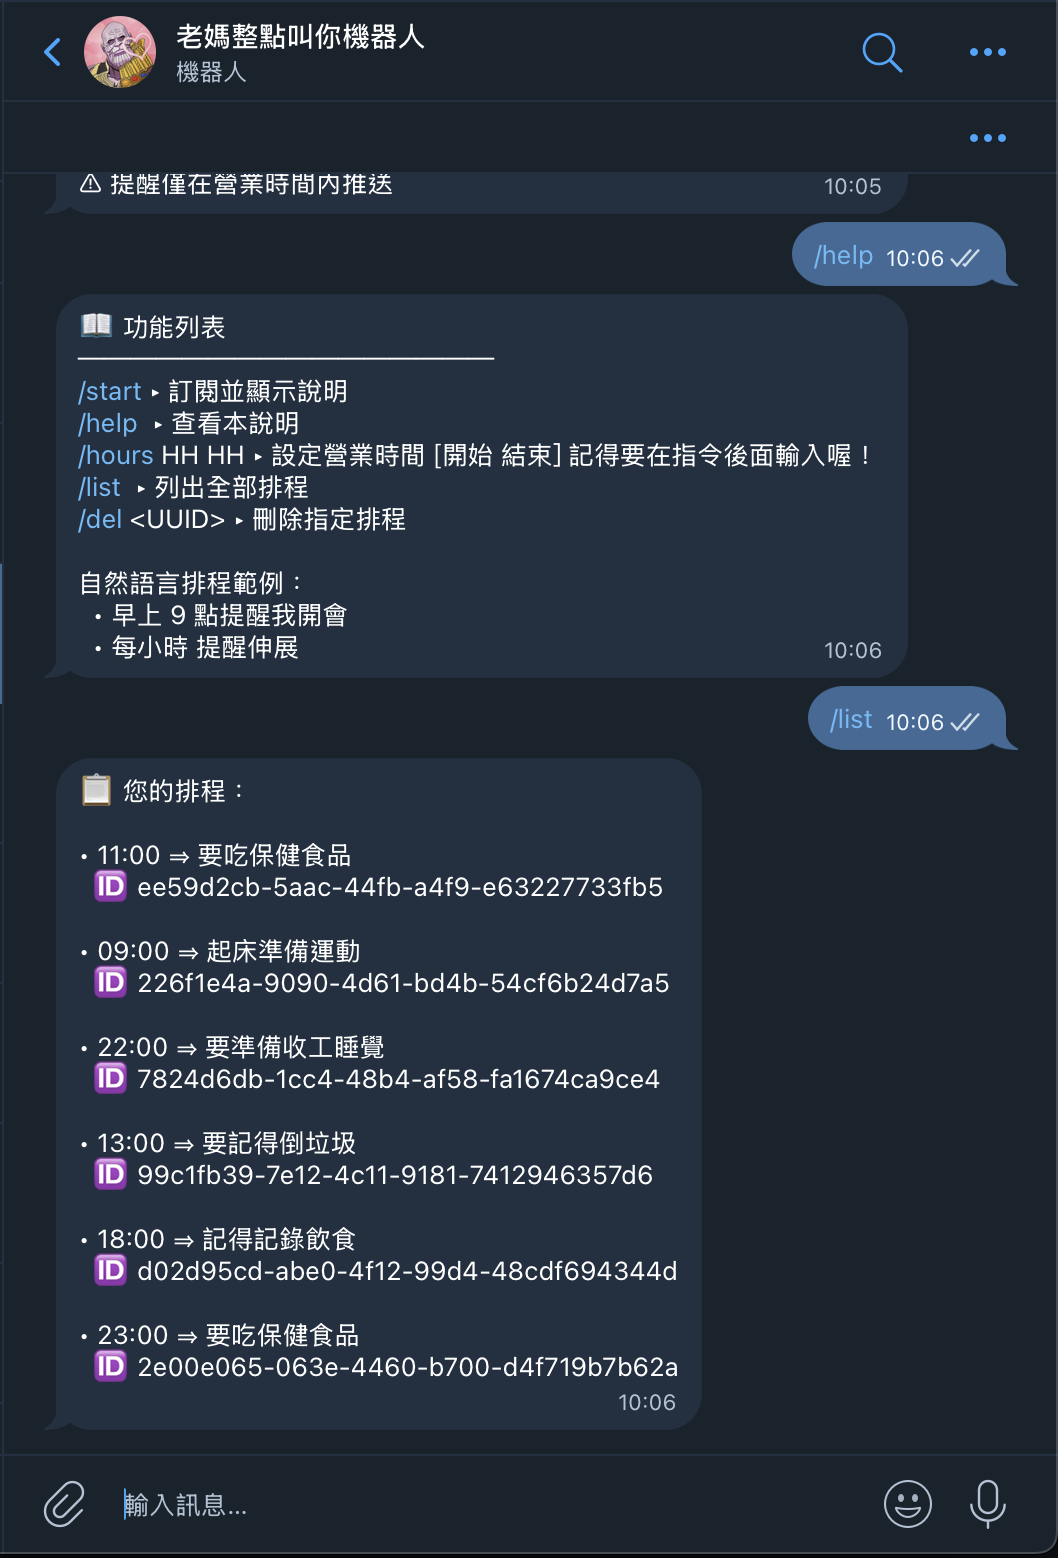 老媽整點叫你機器人
機器人
⚠ 提醒僅在營業時間內推送 10:05
/help 10:06
📖 功能列表
/start ‣ 訂閱並顯示說明
/help ‣ 查看本說明
/hours HH HH ‣ 設定營業時間 [開始 結束] 記得要在指令後面輸入喔！
/list ‣ 列出全部排程
/del <UUID> ‣ 刪除指定排程
自然語言排程範例：
• 早上 9 點提醒我開會
• 每小時 提醒伸展 10:06
/list 10:06
📋 您的排程：
• 11:00 ⇒ 要吃保健食品
🆔 ee59d2cb-5aac-44fb-a4f9-e63227733fb5
• 09:00 ⇒ 起床準備運動
🆔 226f1e4a-9090-4d61-bd4b-54cf6b24d7a5
• 22:00 ⇒ 要準備收工睡覺
🆔 7824d6db-1cc4-48b4-af58-fa1674ca9ce4
• 13:00 ⇒ 要記得倒垃圾
🆔 99c1fb39-7e12-4c11-9181-7412946357d6
• 18:00 ⇒ 記得記錄飲食
🆔 d02d95cd-abe0-4f12-99d4-48cdf694344d
• 23:00 ⇒ 要吃保健食品
🆔 2e00e065-063e-4460-b700-d4f719b7b62a
10:06
輸入訊息...